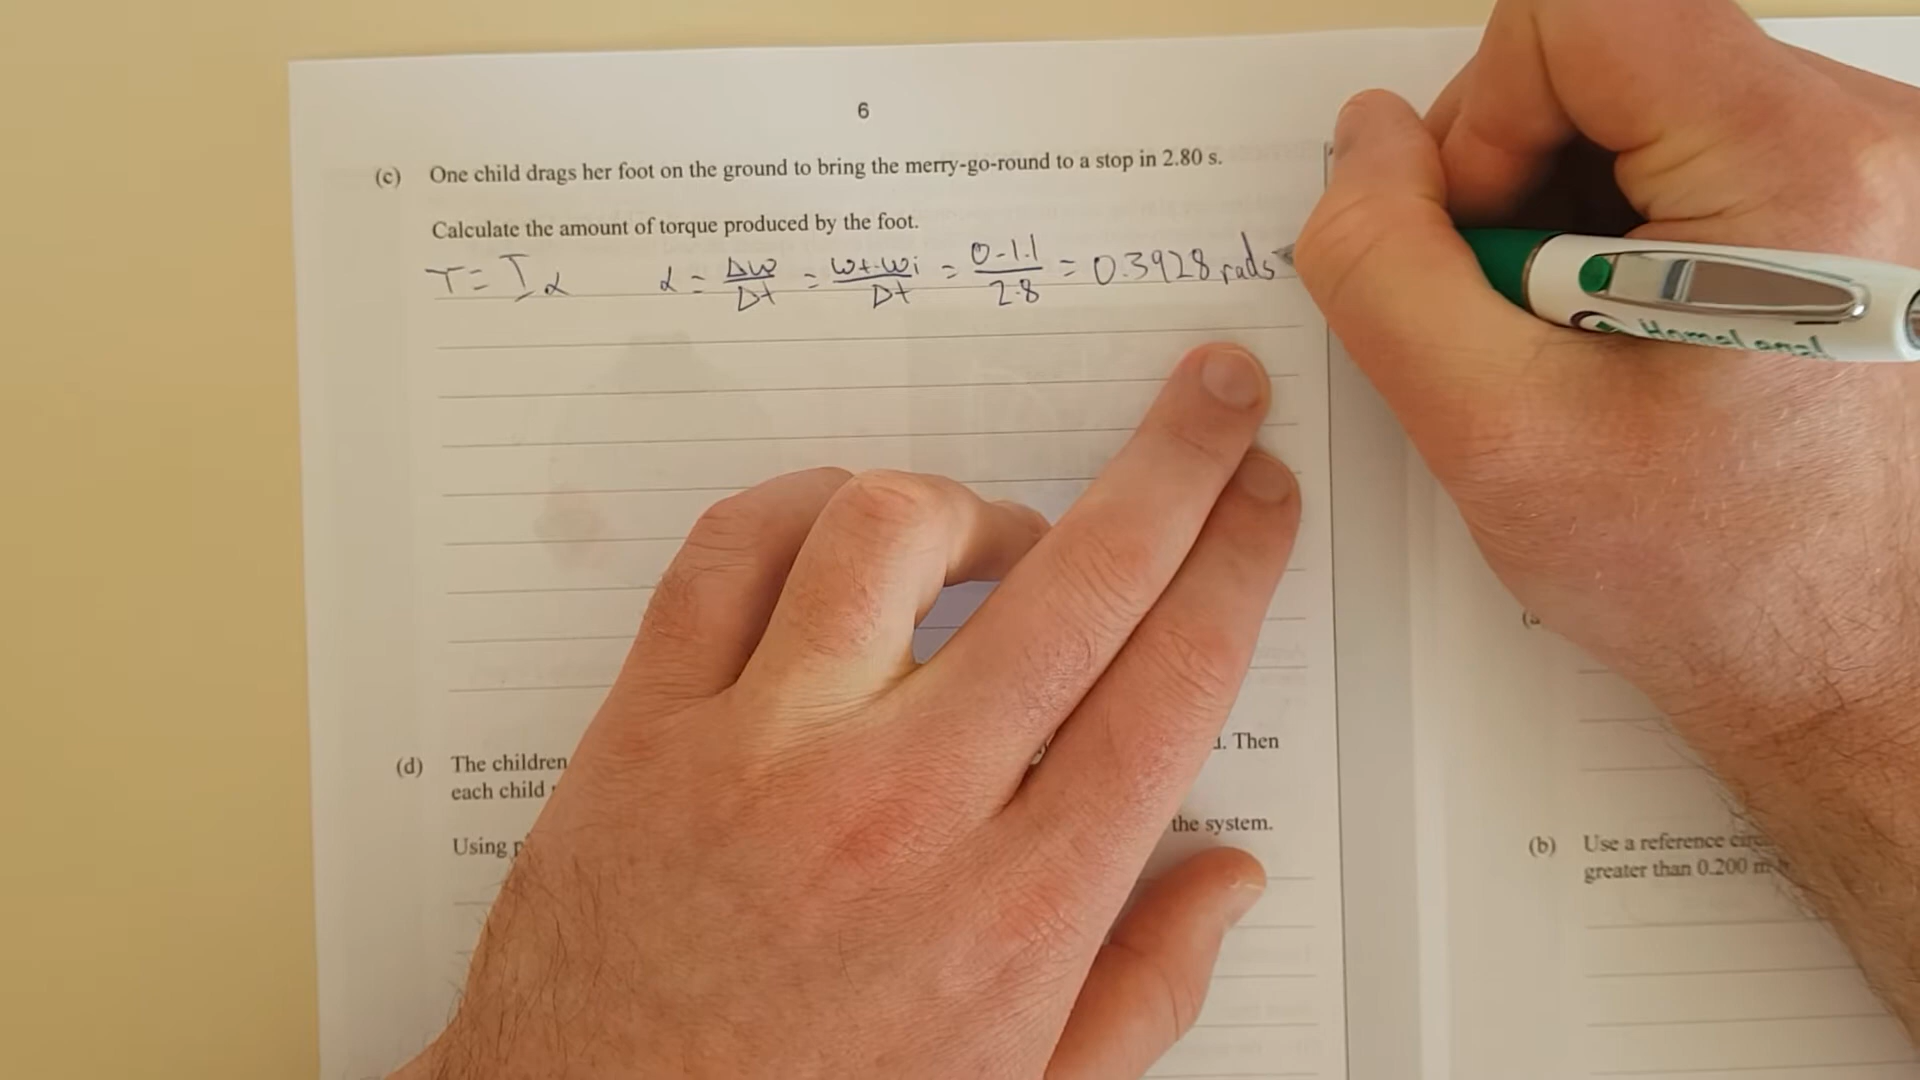 6
(c) One child drags her foot on the ground to bring the merry-go-round to a stop in 2.80 s.
Calculate the amount of torque produced by the foot.
T = Iα α = Δω/Δt = ωf-ωi/Δt = 0-1.1/2.8 = 0.3928 rads
(d) The children
. Then
each child
Using
the system.
(b) Use a reference
greater than 0.200 m